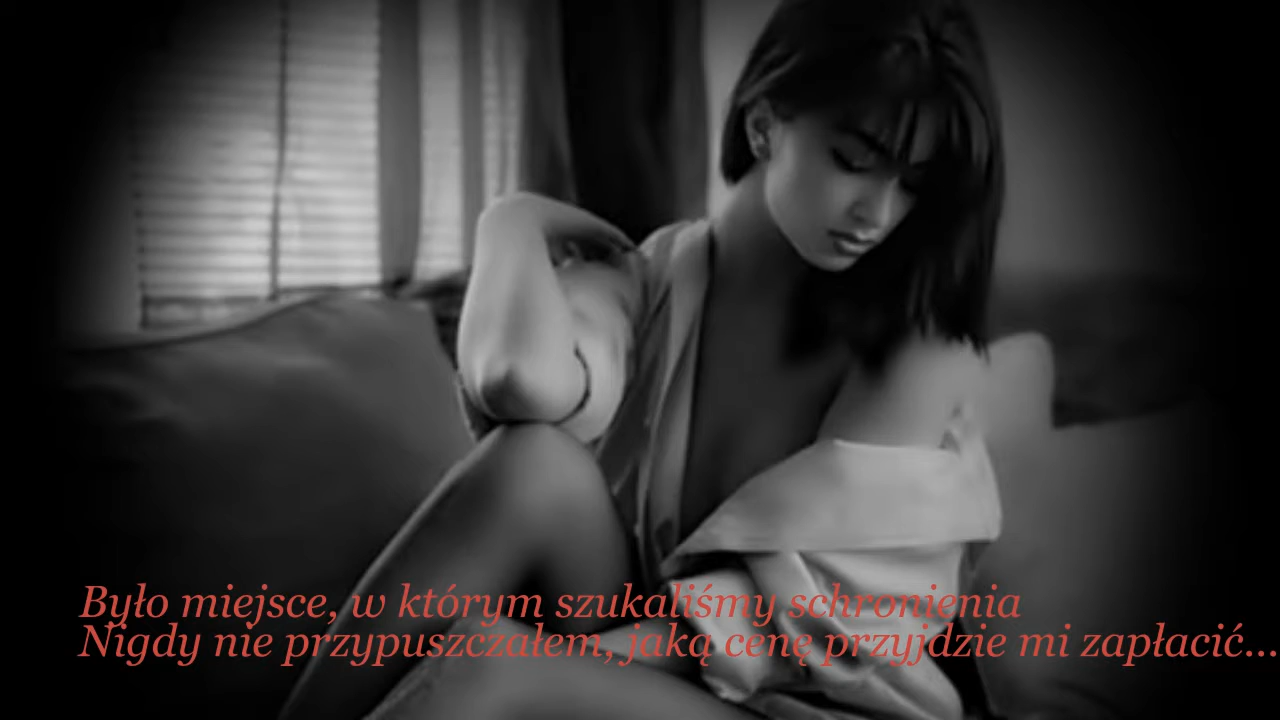 Było miejsce, w którym szukaliśmy schronienia
Nigdy nie przypuszczałem, jaką cenę przyjdzie mi zapłacić...